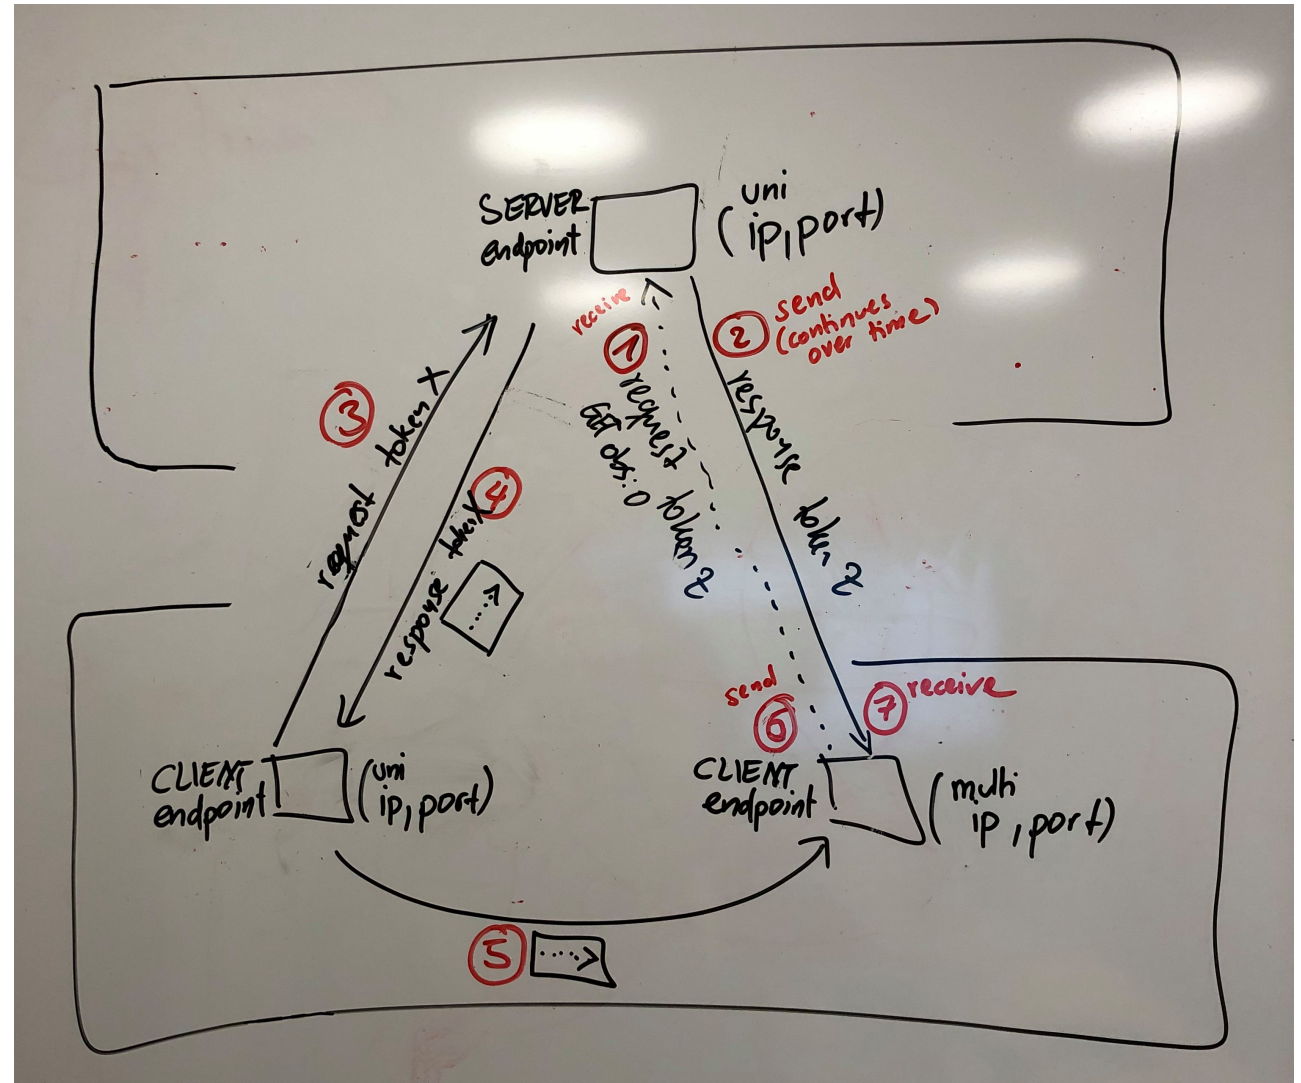 SERVER
endpoint
uni
(ip, port)
receive
1
request token Z
GET obs:0
2
send
(continues
over time)
response token Z
3
request token X
4
response token X
send
6
7
receive
CLIENT
endpoint
uni
(ip, port)
CLIENT
endpoint
multi
(ip, port)
5